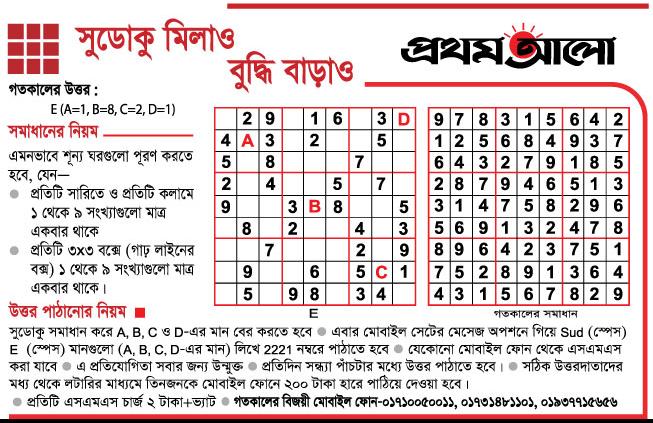 সুডোকু মিলাও
বুদ্ধি বাড়াও
প্রথম আলো
গতকালের উত্তর :
E (A=1, B=8, C=2, D=1)
সমাধানের নিয়ম
এমনভাবে শূন্য ঘরগুলো পূরণ করতে
হবে, যেন—
প্রতিটি সারিতে ও প্রতিটি কলামে
১ থেকে ৯ সংখ্যাগুলো মাত্র
একবার থাকে
প্রতিটি ৩x৩ বক্সে (গাঢ় লাইনের
বক্স) ১ থেকে ৯ সংখ্যাগুলো মাত্র
একবার থাকে।
2 9 1 6 3 D
4 A 3 2 5
5 8 7
2 4 5 7
9 3 B 8 5
8 2 4 3
7 2 9
9 6 5 C 1
5 9 8 3 4
E
9 7 8 3 1 5 6 4 2
1 2 5 6 8 4 9 3 7
6 4 3 2 7 9 1 8 5
2 8 7 9 4 6 5 1 3
3 1 4 7 5 8 2 9 6
5 6 9 1 3 2 4 7 8
8 9 6 4 2 3 7 5 1
7 5 2 8 9 1 3 6 4
4 3 1 5 6 7 8 2 9
গতকালের সমাধান
উত্তর পাঠানোর নিয়ম
সুডোকু সমাধান করে A, B, C ও D-এর মান বের করতে হবে এবার মোবাইল সেটের মেসেজ অপশনে গিয়ে Sud (স্পেস)
E (স্পেস) মানগুলো (A, B, C, D-এর মান) লিখে 2221 নম্বরে পাঠাতে হবে যেকোনো মোবাইল ফোন থেকে এসএমএস
করা যাবে এ প্রতিযোগিতা সবার জন্য উন্মুক্ত প্রতিদিন সন্ধ্যা পাঁচটার মধ্যে উত্তর পাঠাতে হবে। সঠিক উত্তরদাতাদের
মধ্য থেকে লটারির মাধ্যমে তিনজনকে মোবাইল ফোনে ২০০ টাকা হারে পাঠিয়ে দেওয়া হবে।
প্রতিটি এসএমএস চার্জ ২ টাকা+ভ্যাট গতকালের বিজয়ী মোবাইল ফোন-০১৭১০০৫০০১১, ০১৭৩১৪৮১১০১, ০১৯৩৭৭১৫৬৫৬